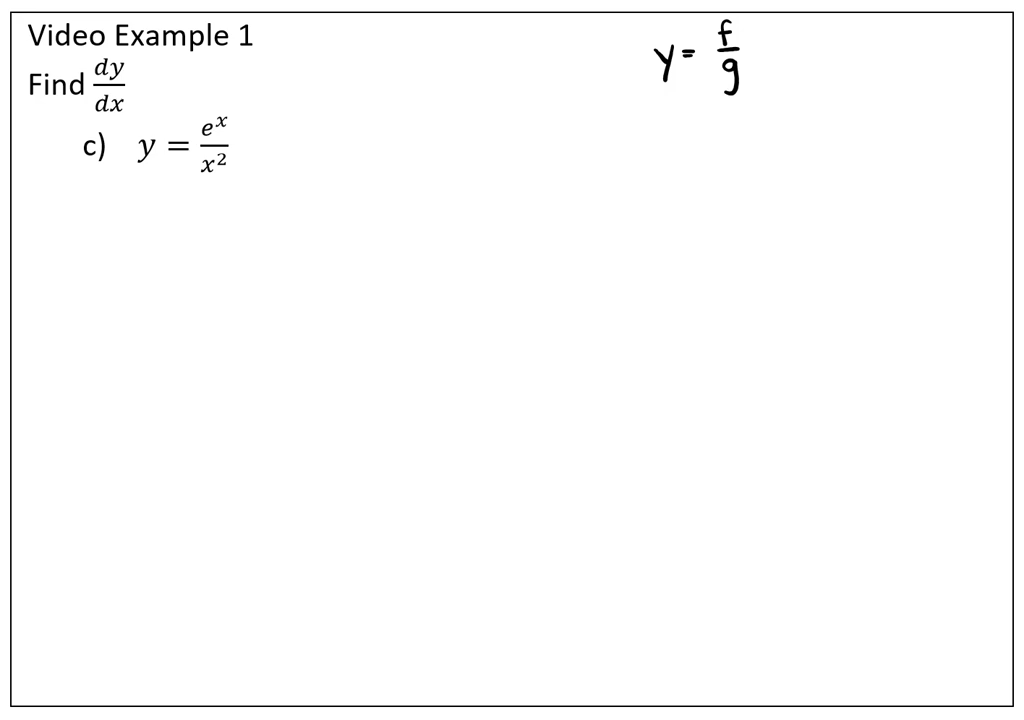 Video Example 1
y = f/g
Find dy/dx
c) y = e^x/x^2